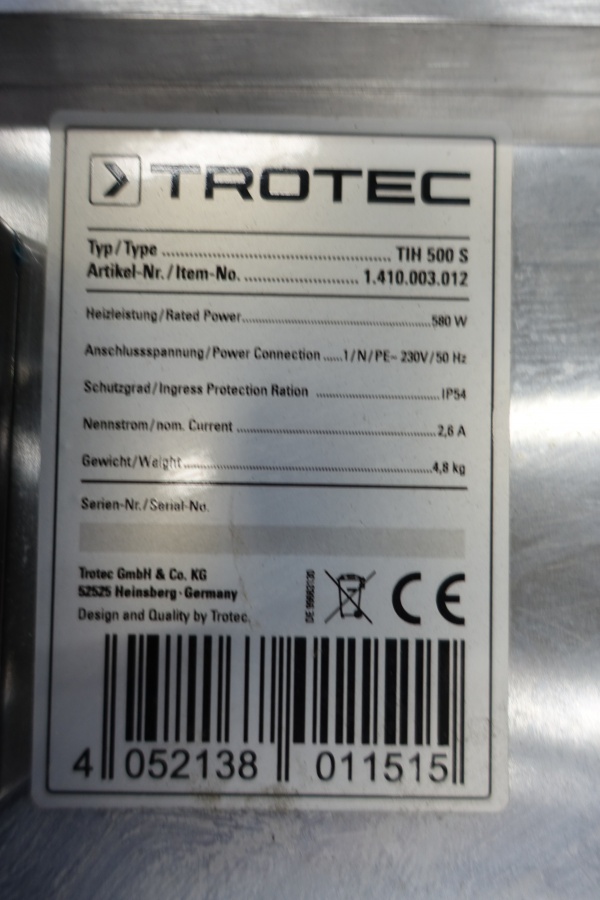 TROTEC
Typ/Type ........ TIH 500 S
Artikel-Nr./Item-No. ........ 1.410.003.012
Heizleistung/Rated Power........580 W
Anschlussspannung/Power Connection ......1/N/PE~ 230V/50 Hz
Schutzgrad/Ingress Protection Ration ........IP54
Nennstrom/nom. Current ........2,6 A
Gewicht/Weight........4,8 kg
Serien-Nr./Serial-No.
Trotec GmbH & Co. KG
52525 Heinsberg · Germany
Design and Quality by Trotec.
CE
4 052138 011515